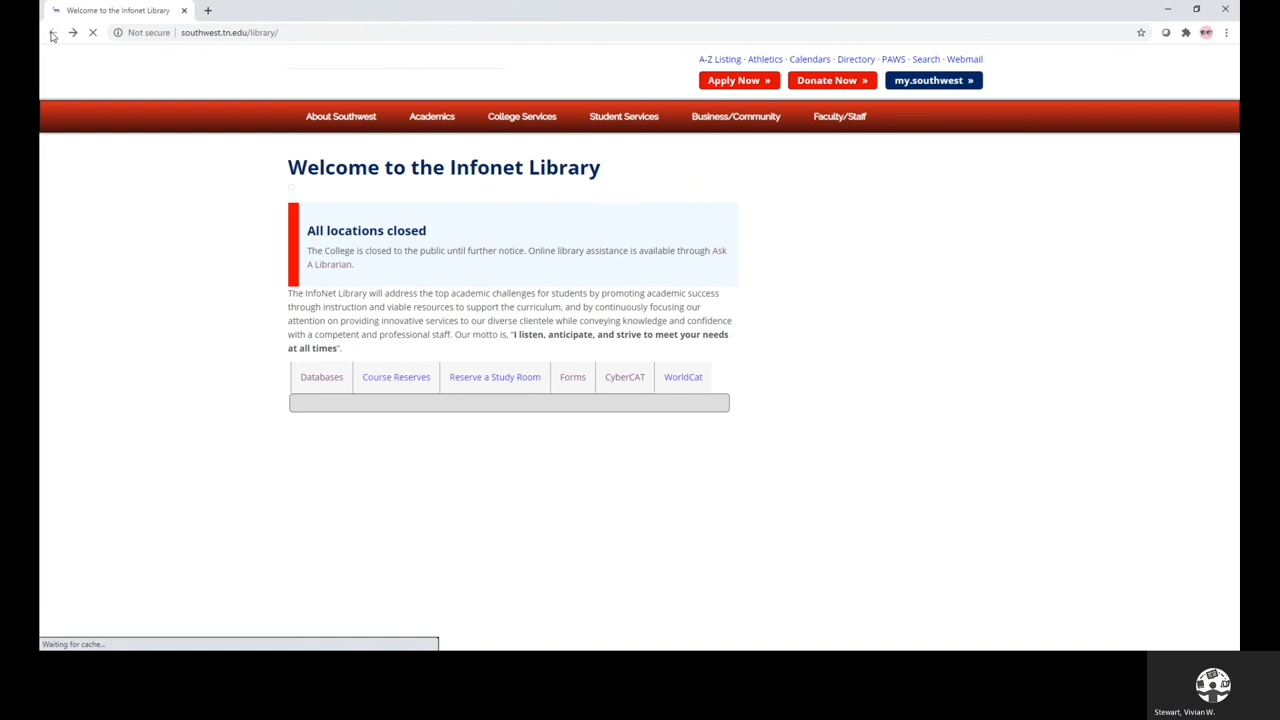 Welcome to the Infonet Library
Not secure southwest.tn.edu/library/
A-Z Listing · Athletics · Calendars · Directory · PAWS · Search · Webmail
Apply Now » Donate Now » my.southwest »
About Southwest Academics College Services Student Services Business/Community Faculty/Staff
Welcome to the Infonet Library
All locations closed
The College is closed to the public until further notice. Online library assistance is available through Ask
A Librarian.
The InfoNet Library will address the top academic challenges for students by promoting academic success
through instruction and viable resources to support the curriculum, and by continuously focusing our
attention on providing innovative services to our diverse clientele while conveying knowledge and confidence
with a competent and professional staff. Our motto is, "I listen, anticipate, and strive to meet your needs
at all times".
Databases Course Reserves Reserve a Study Room Forms CyberCAT WorldCat
Waiting for cache...
Stewart, Vivian W.